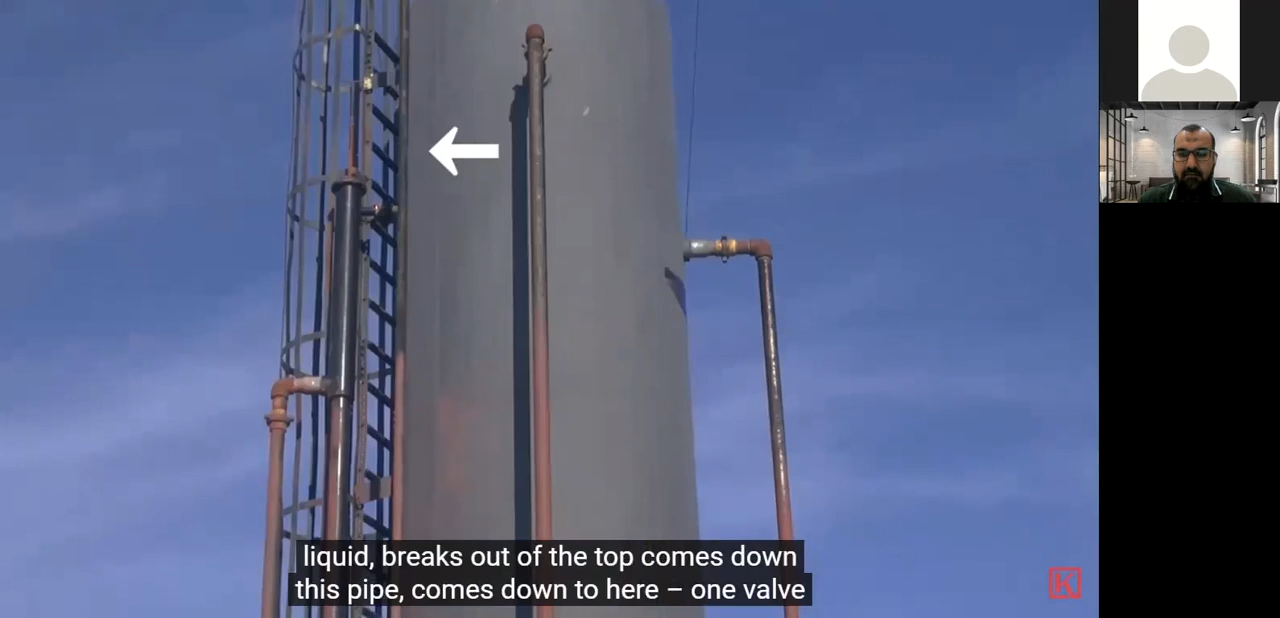 liquid, breaks out of the top comes down
this pipe, comes down to here – one valve
K